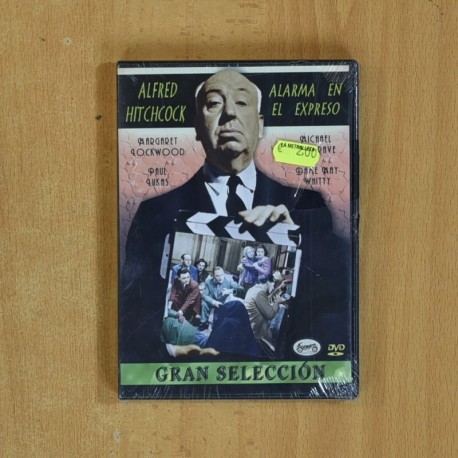 ALFRED
HITCHCOCK
ALARMA EN
EL EXPRESO
MARGARET
LOCKWOOD
PAUL
LUKAS
MICHAEL
DAME MAY
WHITTY
DVD
GRAN SELECCIÓN